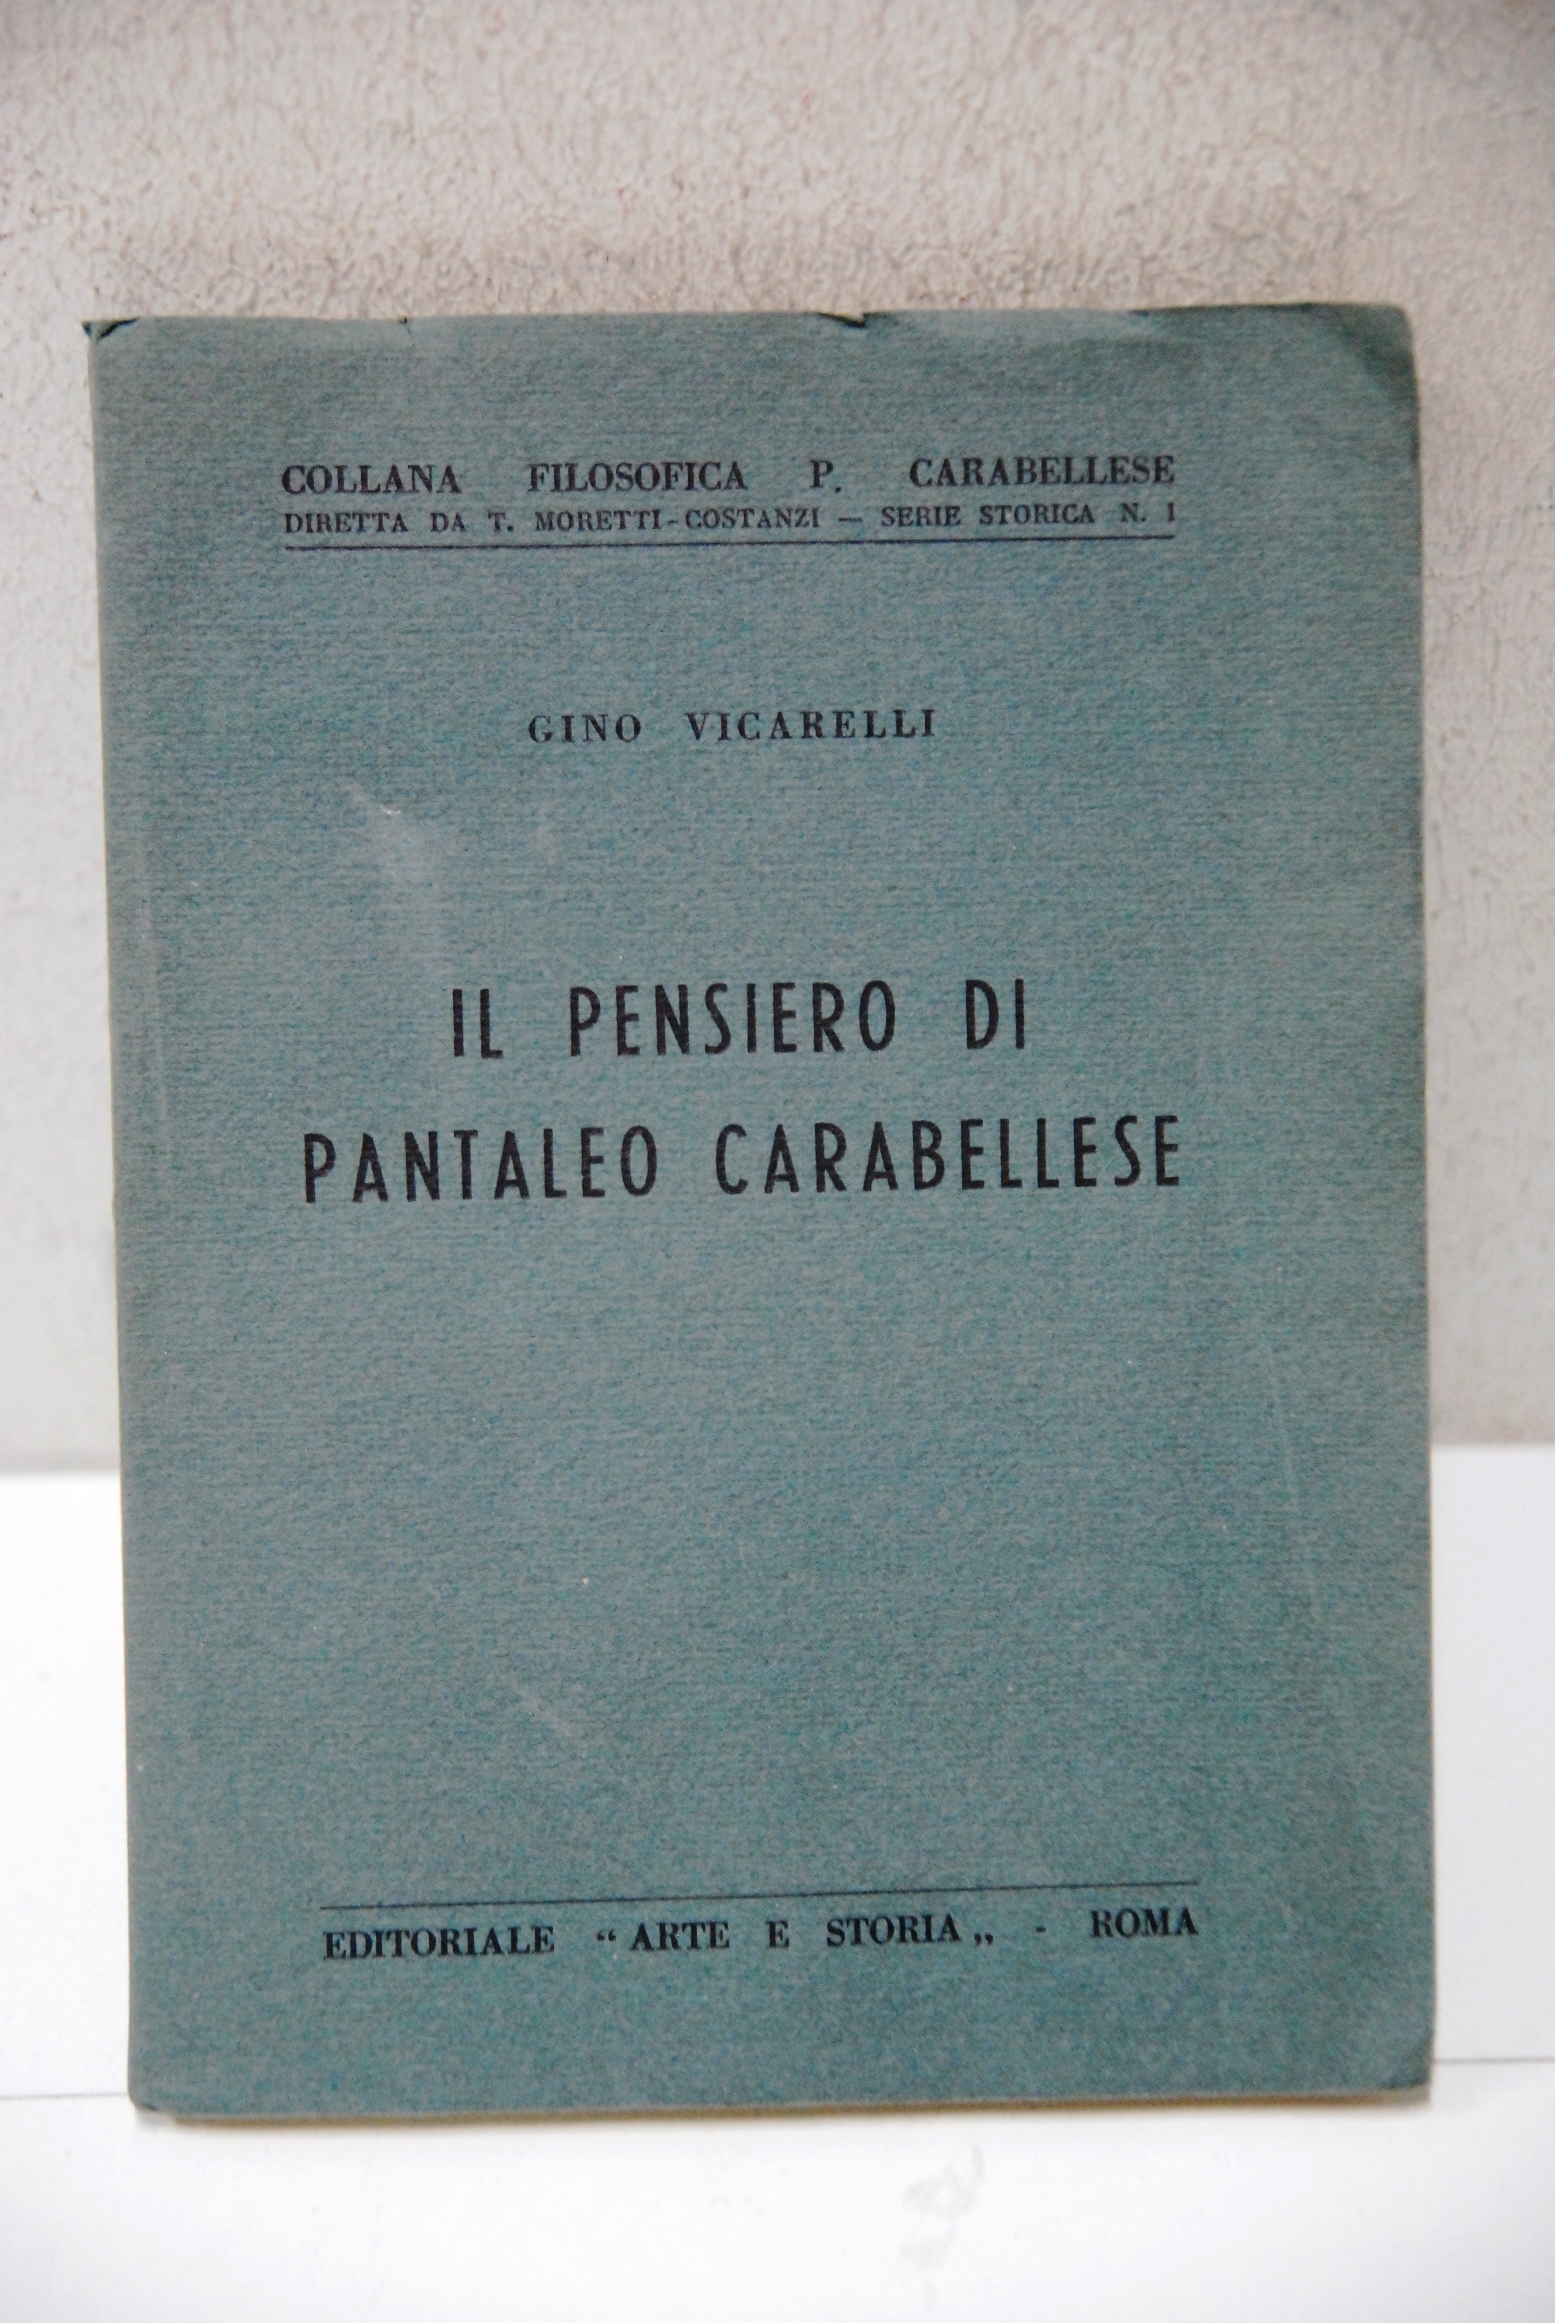 COLLANA FILOSOFICA P. CARABELLESE
DIRETTA DA T. MORETTI-COSTANZI — SERIE STORICA N. 1
GINO VICARELLI
IL PENSIERO DI
PANTALEO CARABELLESE
EDITORIALE “ARTE E STORIA„ - ROMA